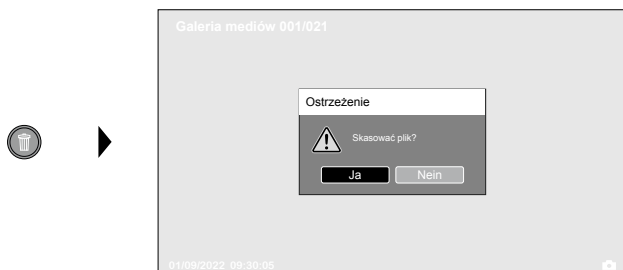 Galeria mediów 001/021
Ostrzeżenie
Skasować plik?
Ja
Nein
01/09/2022 09:30:05